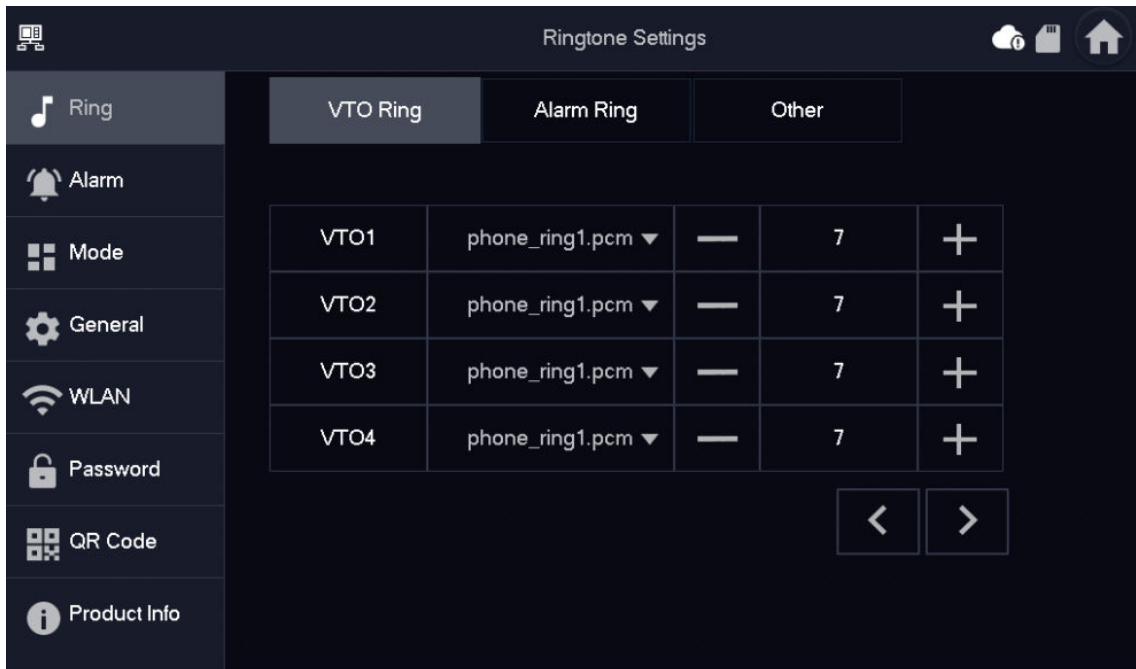 Ringtone Settings
Ring
Alarm
Mode
General
WLAN
Password
QR Code
Product Info
VTO Ring Alarm Ring Other
VTO1 phone_ring1.pcm 7
VTO2 phone_ring1.pcm 7
VTO3 phone_ring1.pcm 7
VTO4 phone_ring1.pcm 7